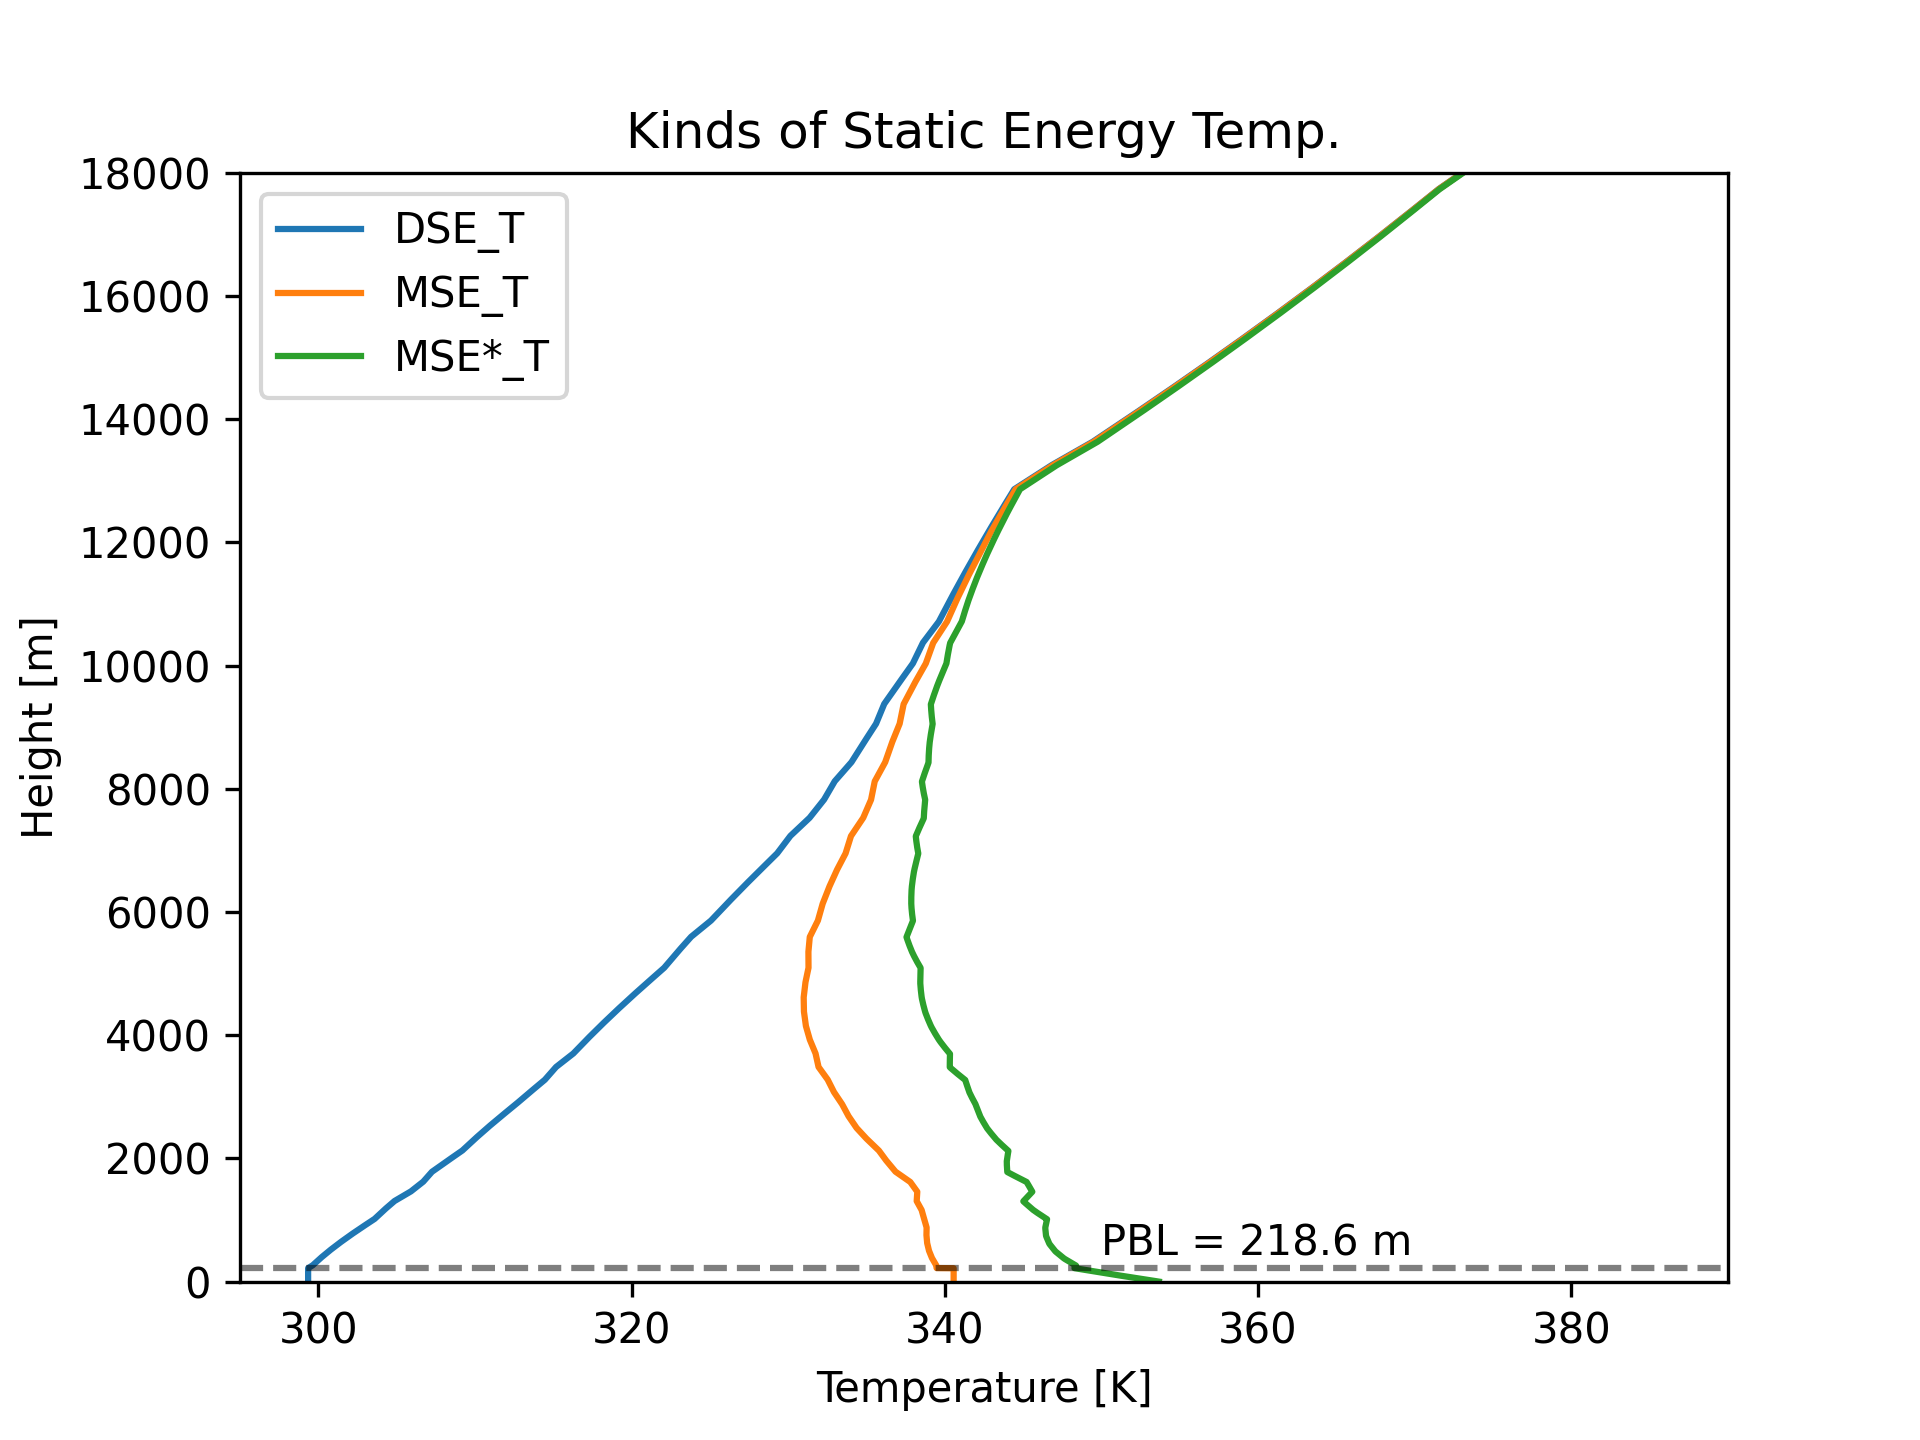 Kinds of Static Energy Temp.
18000
16000
14000
12000
10000
8000
6000
4000
2000
0
Height [m]
DSE_T
MSE_T
MSE*_T
PBL = 218.6 m
300 320 340 360 380
Temperature [K]